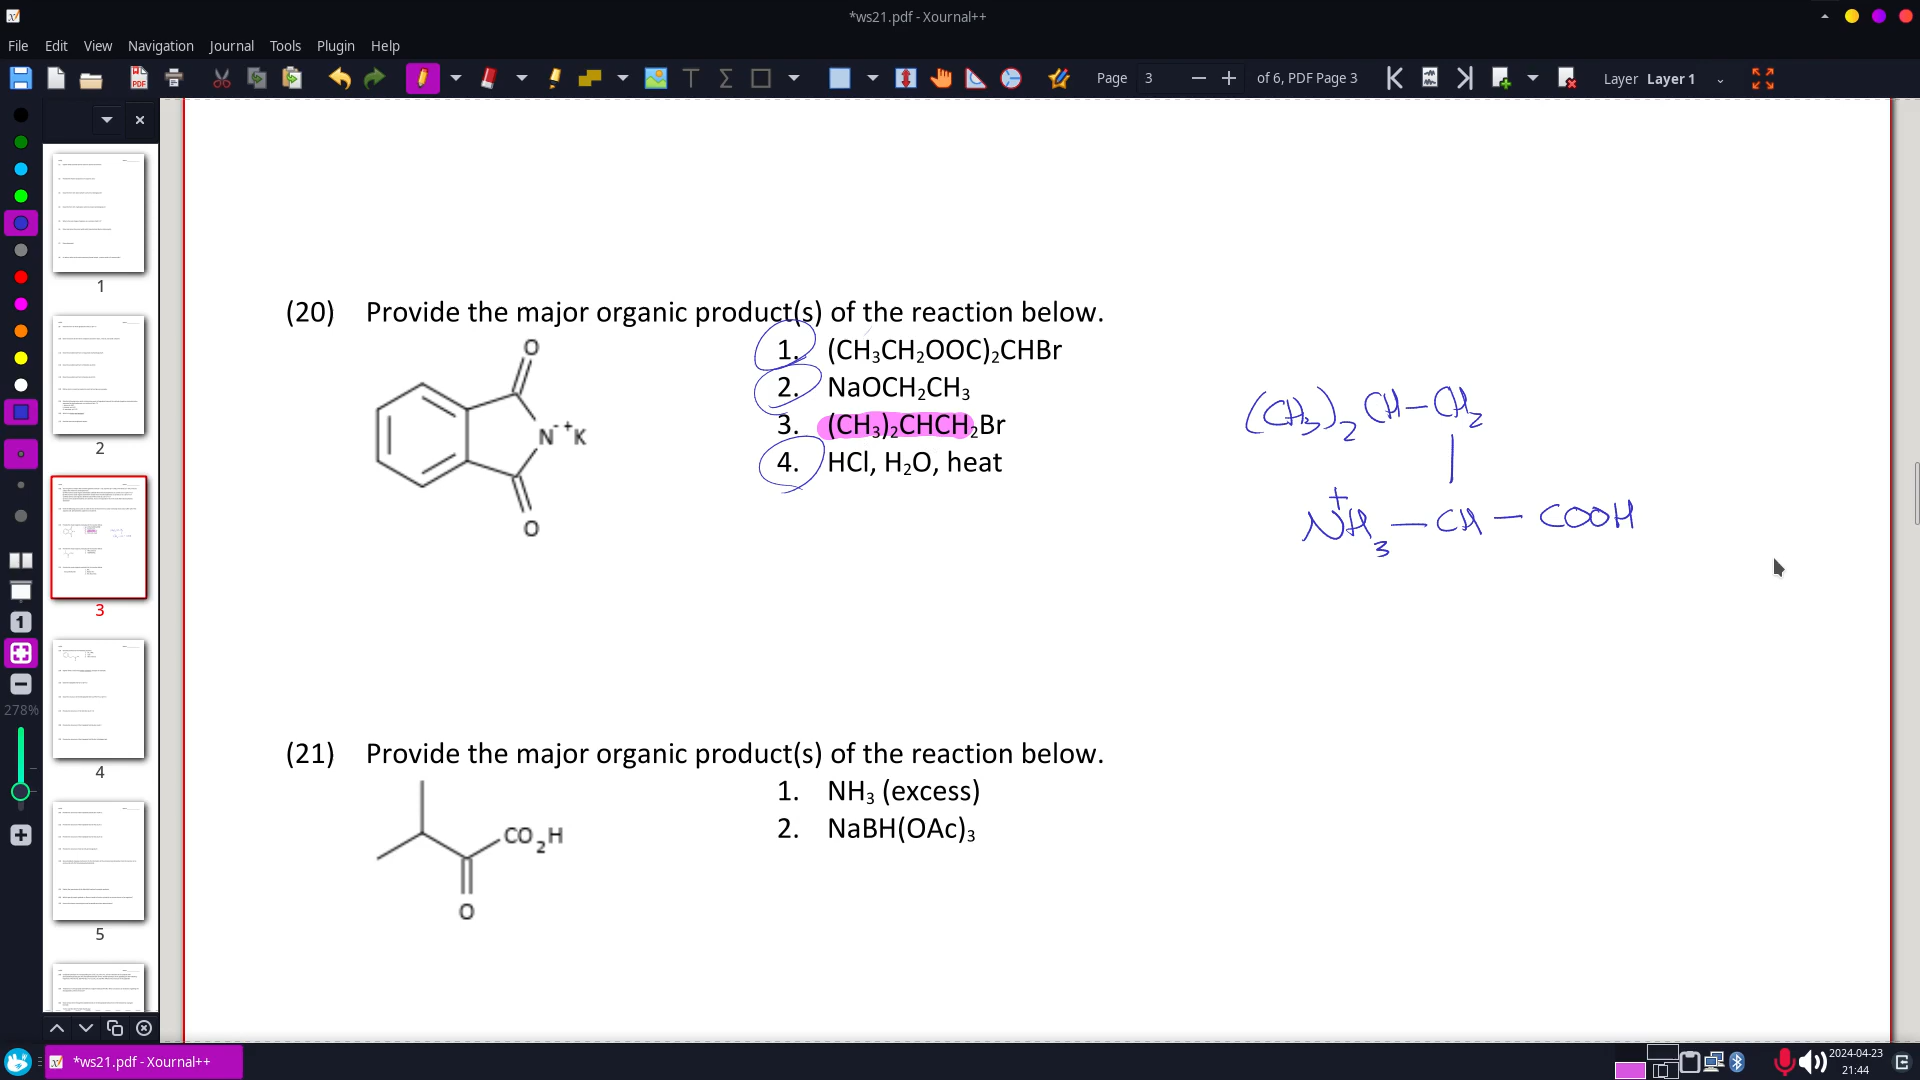 *ws21.pdf - Xournal++
File Edit View Navigation Journal Tools Plugin Help
Page 3 of 6, PDF Page 3 Layer Layer 1
1
2
3
4
5
278%
(20) Provide the major organic product(s) of the reaction below.
O
N⁻ ⁺K
O
1. (CH₃CH₂OOC)₂CHBr
2. NaOCH₂CH₃
3. (CH₃)₂CHCH₂Br
4. HCl, H₂O, heat
(CH₃)₂CH-CH₂
N⁺H₃ — CH — COOH
(21) Provide the major organic product(s) of the reaction below.
CO₂H
O
1. NH₃ (excess)
2. NaBH(OAc)₃
*ws21.pdf - Xournal++
2024-04-23
21:44